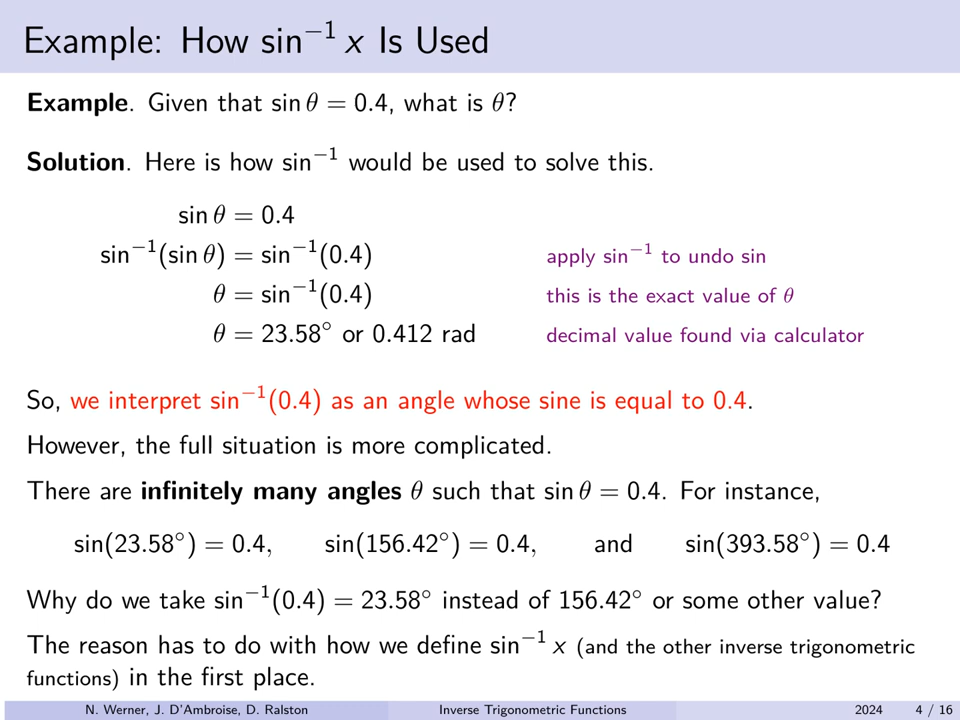 Example: How sin⁻¹ x Is Used
Example. Given that sin θ = 0.4, what is θ?
Solution. Here is how sin⁻¹ would be used to solve this.
sin θ = 0.4
sin⁻¹(sin θ) = sin⁻¹(0.4) apply sin⁻¹ to undo sin
θ = sin⁻¹(0.4) this is the exact value of θ
θ = 23.58° or 0.412 rad decimal value found via calculator
So, we interpret sin⁻¹(0.4) as an angle whose sine is equal to 0.4.
However, the full situation is more complicated.
There are infinitely many angles θ such that sin θ = 0.4. For instance,
sin(23.58°) = 0.4, sin(156.42°) = 0.4, and sin(393.58°) = 0.4
Why do we take sin⁻¹(0.4) = 23.58° instead of 156.42° or some other value?
The reason has to do with how we define sin⁻¹ x (and the other inverse trigonometric
functions) in the first place.
N. Werner, J. D'Ambroise, D. Ralston Inverse Trigonometric Functions 2024 4 / 16